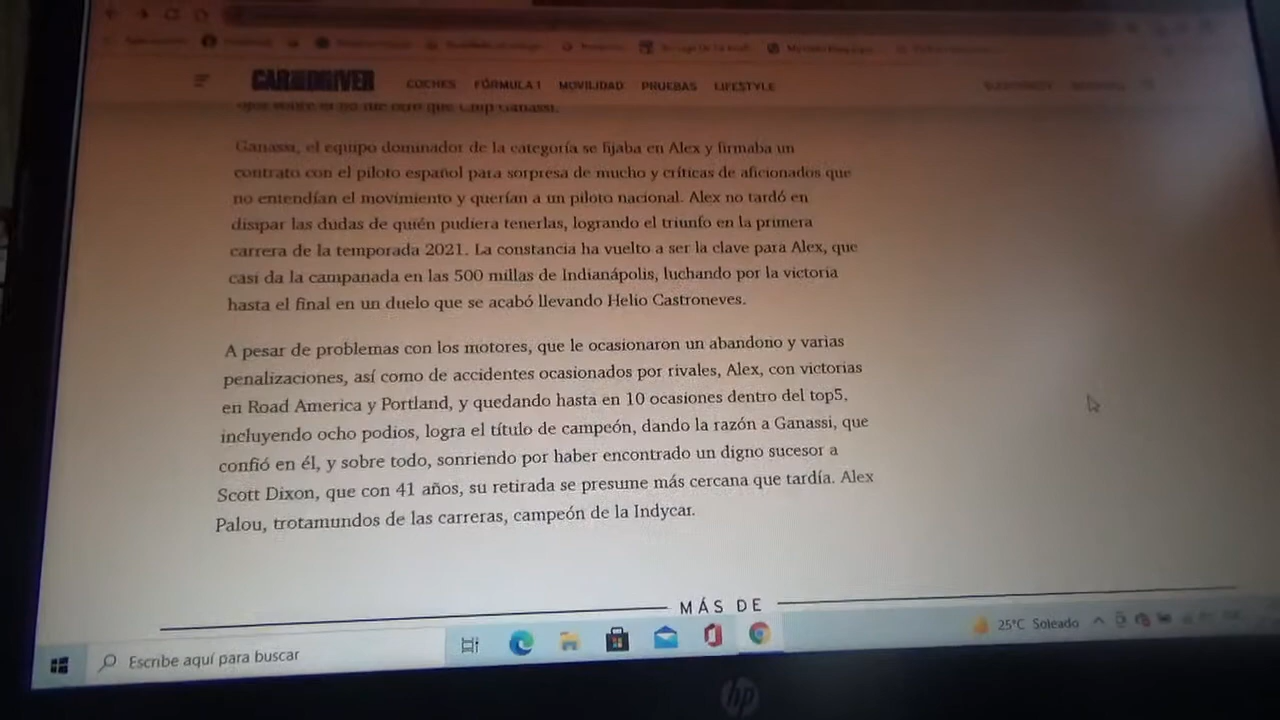 CAR AND DRIVER COCHES FÓRMULA 1 MOVILIDAD PRUEBAS LIFESTYLE
que Chip Ganassi.
Ganassi, el equipo dominador de la categoría se fijaba en Alex y firmaba un
contrato con el piloto español para sorpresa de mucho y críticas de aficionados que
no entendían el movimiento y querían a un piloto nacional. Alex no tardó en
disipar las dudas de quién pudiera tenerlas, logrando el triunfo en la primera
carrera de la temporada 2021. La constancia ha vuelto a ser la clave para Alex, que
casi da la campanada en las 500 millas de Indianápolis, luchando por la victoria
hasta el final en un duelo que se acabó llevando Helio Castroneves.
A pesar de problemas con los motores, que le ocasionaron un abandono y varias
penalizaciones, así como de accidentes ocasionados por rivales, Alex, con victorias
en Road America y Portland, y quedando hasta en 10 ocasiones dentro del top5,
incluyendo ocho podios, logra el título de campeón, dando la razón a Ganassi, que
confió en él, y sobre todo, sonriendo por haber encontrado un digno sucesor a
Scott Dixon, que con 41 años, su retirada se presume más cercana que tardía. Alex
Palou, trotamundos de las carreras, campeón de la Indycar.
MÁS DE
Escribe aquí para buscar
25°C Soleado
hp